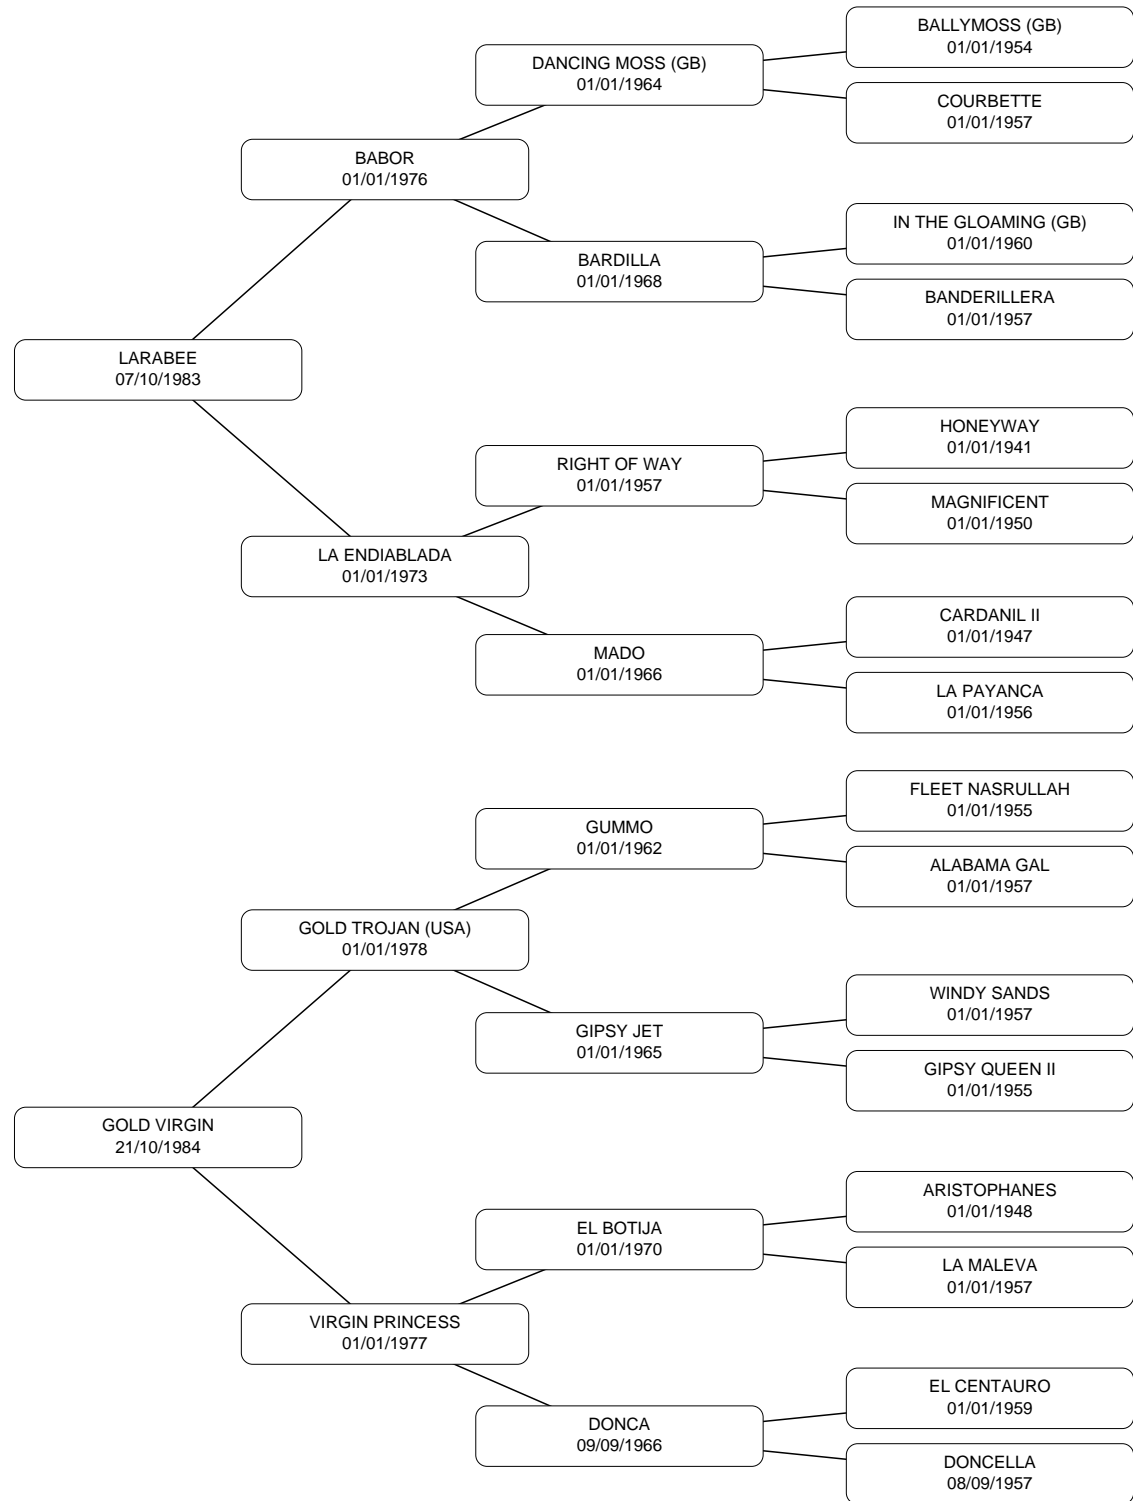 BALLYMOSS (GB)
01/01/1954
DANCING MOSS (GB)
01/01/1964
COURBETTE
01/01/1957
BABOR
01/01/1976
IN THE GLOAMING (GB)
01/01/1960
BARDILLA
01/01/1968
BANDERILLERA
01/01/1957
LARABEE
07/10/1983
HONEYWAY
01/01/1941
RIGHT OF WAY
01/01/1957
MAGNIFICENT
01/01/1950
LA ENDIABLADA
01/01/1973
CARDANIL II
01/01/1947
MADO
01/01/1966
LA PAYANCA
01/01/1956
FLEET NASRULLAH
01/01/1955
GUMMO
01/01/1962
ALABAMA GAL
01/01/1957
GOLD TROJAN (USA)
01/01/1978
WINDY SANDS
01/01/1957
GIPSY JET
01/01/1965
GIPSY QUEEN II
01/01/1955
GOLD VIRGIN
21/10/1984
ARISTOPHANES
01/01/1948
EL BOTIJA
01/01/1970
LA MALEVA
01/01/1957
VIRGIN PRINCESS
01/01/1977
EL CENTAURO
01/01/1959
DONCA
09/09/1966
DONCELLA
08/09/1957